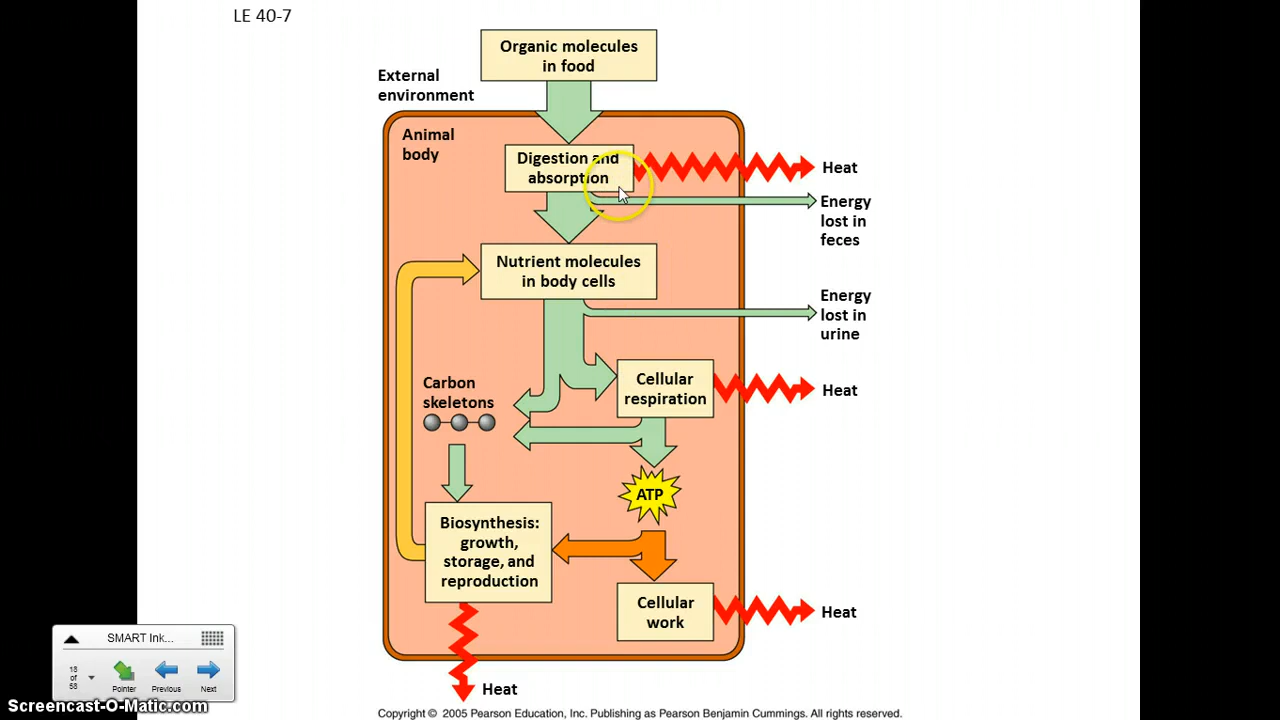 LE 40-7
Organic molecules
in food
External
environment
Animal
body
Digestion and
absorption
Heat
Energy
lost in
feces
Nutrient molecules
in body cells
Energy
lost in
urine
Carbon
skeletons
Cellular
respiration
Heat
ATP
Biosynthesis:
growth,
storage, and
reproduction
Cellular
work
Heat
Heat
SMART Ink...
18
of
58
Pointer
Previous
Next
Screencast-O-Matic.com
Copyright © 2005 Pearson Education, Inc. Publishing as Pearson Benjamin Cummings. All rights reserved.